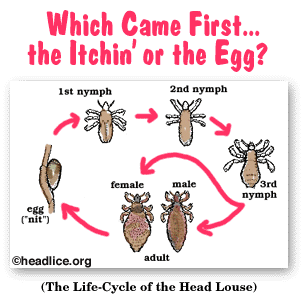 Which Came First...
the Itchin' or the Egg?
1st nymph
2nd nymph
3rd
nymph
female
male
adult
egg
("nit")
©headlice.org
(The Life-Cycle of the Head Louse)